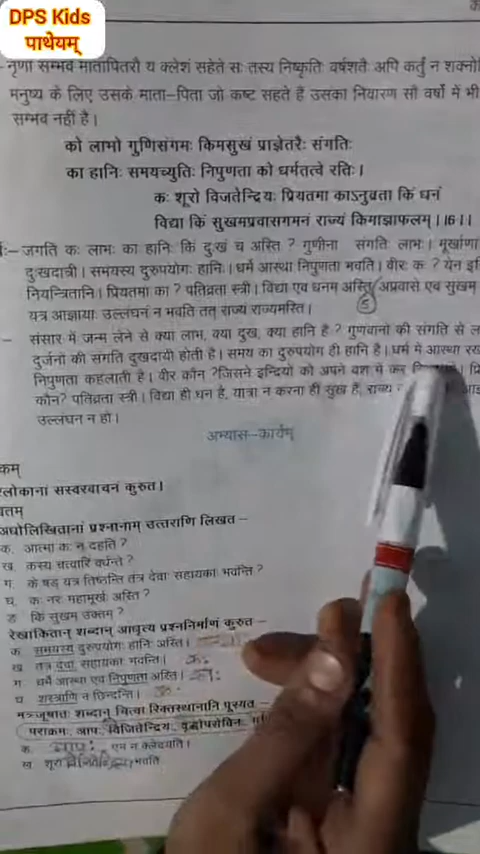 DPS Kids
पाथेयम्
नृणा सम्भव मातापितरौ य क्लेशं सहेते सः तस्य निष्कृति वर्षशतै अपि कर्तुं न शक्नो
मनुष्य के लिए उसके माता–पिता जो कष्ट सहते हैं उसका निवारण सौ वर्षों में भी
सम्भव नहीं है।
को लाभो गुणिसंगमः किमसुखं प्राज्ञेतरैः संगतिः
का हानिः समयच्युतिः निपुणता को धर्मतत्वे रतिः।
कः शूरो विजतेन्द्रियः प्रियतमा काऽनुव्रता किं धनं
विद्या किं सुखमप्रवासगमनं राज्यं किमाज्ञाफलम्।।6।।
:– जगति कः लाभः का हानिः किं दुःखं च अस्ति ? गुणीना संगतिः लाभः। मूर्खाणा
दुःखदात्री। समयस्य दुरुपयोगः हानिः। धर्मे आस्था निपुणता भवति। वीरः कः ? येन इ
नियन्त्रितानि। प्रियतमा का ? पतिव्रता स्त्री। विद्या एव धनम् अस्ति अप्रवासे एव सुखम
यत्र आज्ञायाः उल्लंघनं न भवति तत् राज्यं राज्यमस्ति।
5
– संसार में जन्म लेने से क्या लाभ, क्या दुख, क्या हानि है ? गुणवानों की संगति से ल
दुर्जनों की संगति दुखदायी होती है। समय का दुरुपयोग ही हानि है। धर्म में आस्था रख
निपुणता कहलाती है। वीर कौन ?जिसने इन्द्रियों को अपने वश में कर
कौन? पतिव्रता स्त्री। विद्या ही धन है, यात्रा न करना ही सुख है, राज्य
उल्लंघन न हो।
अभ्यास–कार्यम्
कम्
श्लोकानां सस्वरवाचनं कुरुत।
अधोलिखितानां प्रश्नानाम् उत्तराणि लिखत –
क. आत्मा कः न दहति ?
ख. कस्य चत्वारि वर्धन्ते ?
ग. के षड् यत्र तिष्ठन्ति तत्र देवाः सहायकाः भवन्ति ?
घ. कः नरः महामूर्खः अस्ति ?
ङ किं सुखम् उक्तम् ?
रेखांकितान् शब्दान् आधृत्य प्रश्ननिर्माणं कुरुत–
क समयस्य दुरुपयोगः हानिः अस्ति।
ख तत्र देवाः सहायकाः भवन्ति।
ग धर्मे आस्था एव निपुणता अस्ति।
घ शस्त्राणि न छिन्दन्ति।
मञ्जूषातः शब्दान् चित्वा रिक्तस्थानानि पूरयत –
पराक्रमः, आपः, विजितेन्द्रियः, वृद्धोपसेविनः,
क आपः एनं न क्लेदयति।
ख शूरः विजितेन्द्रियः भवति